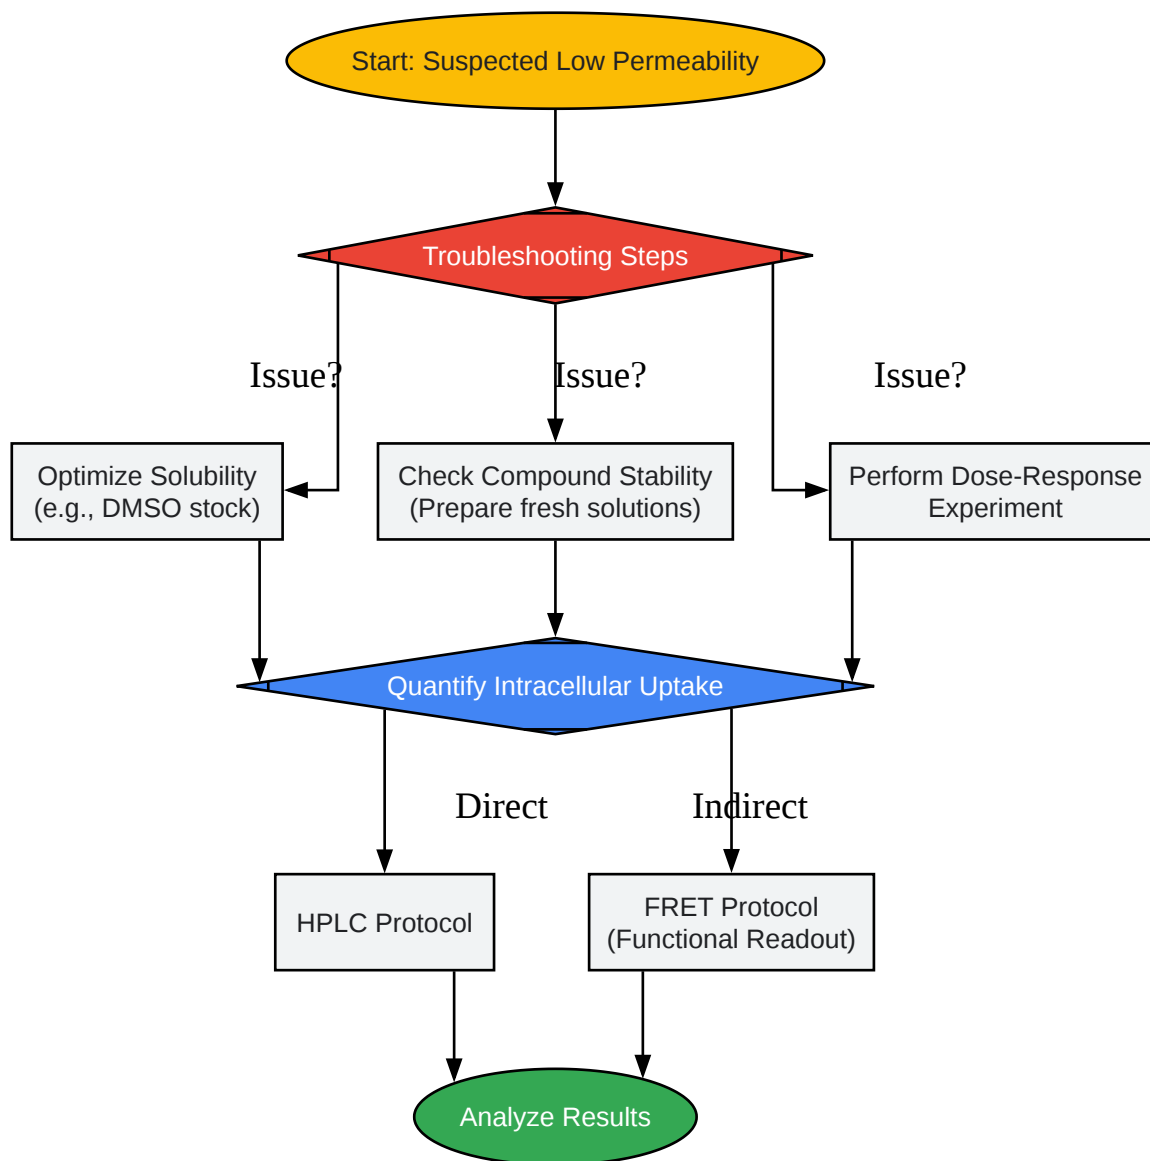 Start: Suspected Low Permeability
Troubleshooting Steps
Issue?
Issue?
Issue?
Optimize Solubility
(e.g., DMSO stock)
Check Compound Stability
(Prepare fresh solutions)
Perform Dose-Response
Experiment
Quantify Intracellular Uptake
Direct
Indirect
HPLC Protocol
FRET Protocol
(Functional Readout)
Analyze Results